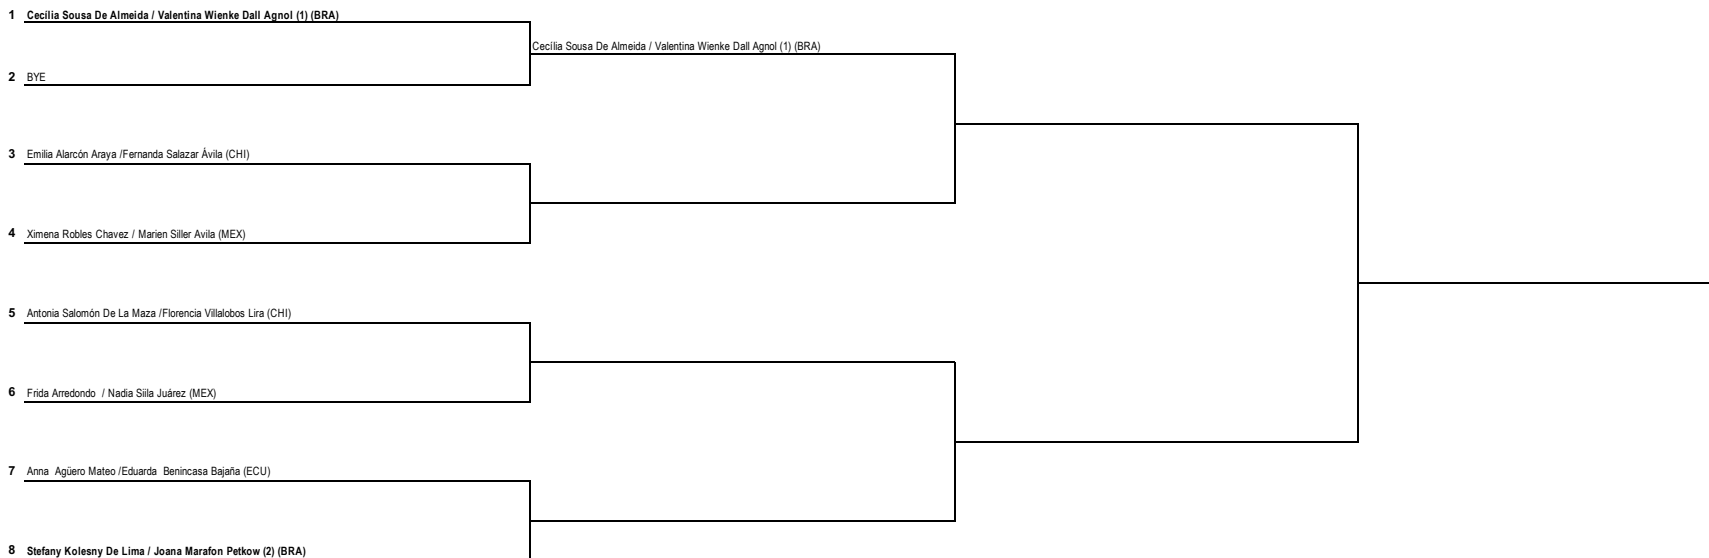 1 Cecília Sousa De Almeida / Valentina Wienke Dall Agnol (1) (BRA)
Cecília Sousa De Almeida / Valentina Wienke Dall Agnol (1) (BRA)
2 BYE
3 Emilia Alarcón Araya /Fernanda Salazar Ávila (CHI)
4 Ximena Robles Chavez / Marien Siller Avila (MEX)
5 Antonia Salomón De La Maza /Florencia Villalobos Lira (CHI)
6 Frida Arredondo / Nadia Siila Juárez (MEX)
7 Anna Agüero Mateo /Eduarda Benincasa Bajaña (ECU)
8 Stefany Kolesny De Lima / Joana Marafon Petkow (2) (BRA)